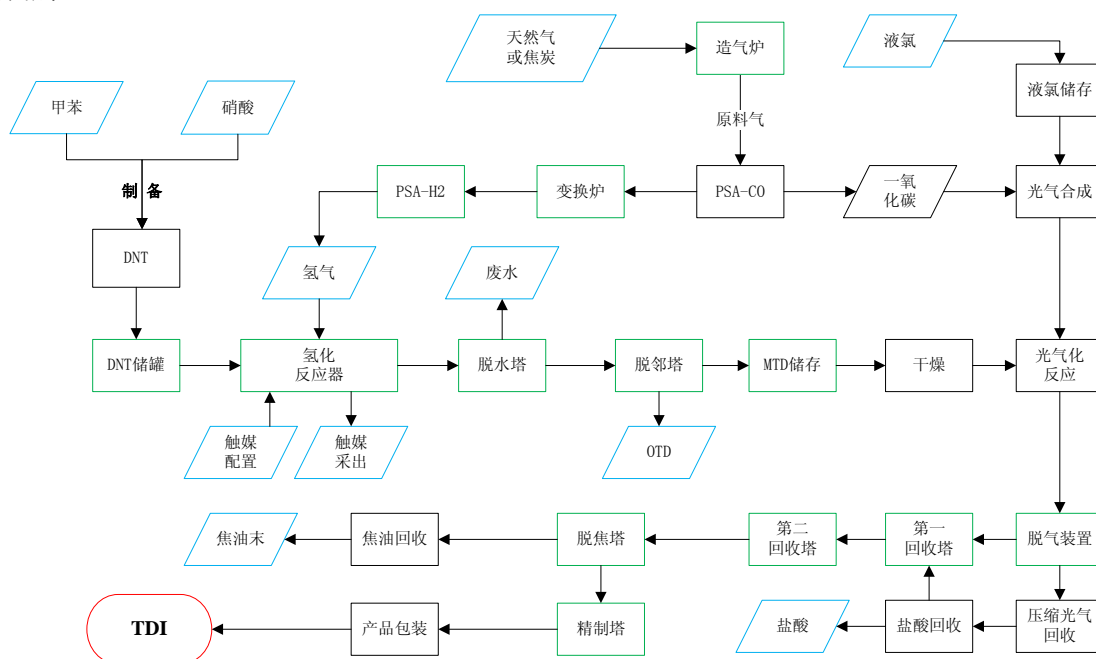 天然气
或焦炭
造气炉
液氯
甲苯
硝酸
液氯储存
原料气
制 备
PSA-H2
变换炉
PSA-CO
一氧
化碳
光气合成
DNT
氢气
废水
DNT储罐
氢化
反应器
脱水塔
脱邻塔
MTD储存
干燥
光气化
反应
触媒
配置
触媒
采出
OTD
焦油末
焦油回收
脱焦塔
第二
回收塔
第一
回收塔
脱气装置
TDI
产品包装
精制塔
盐酸
盐酸回收
压缩光气
回收